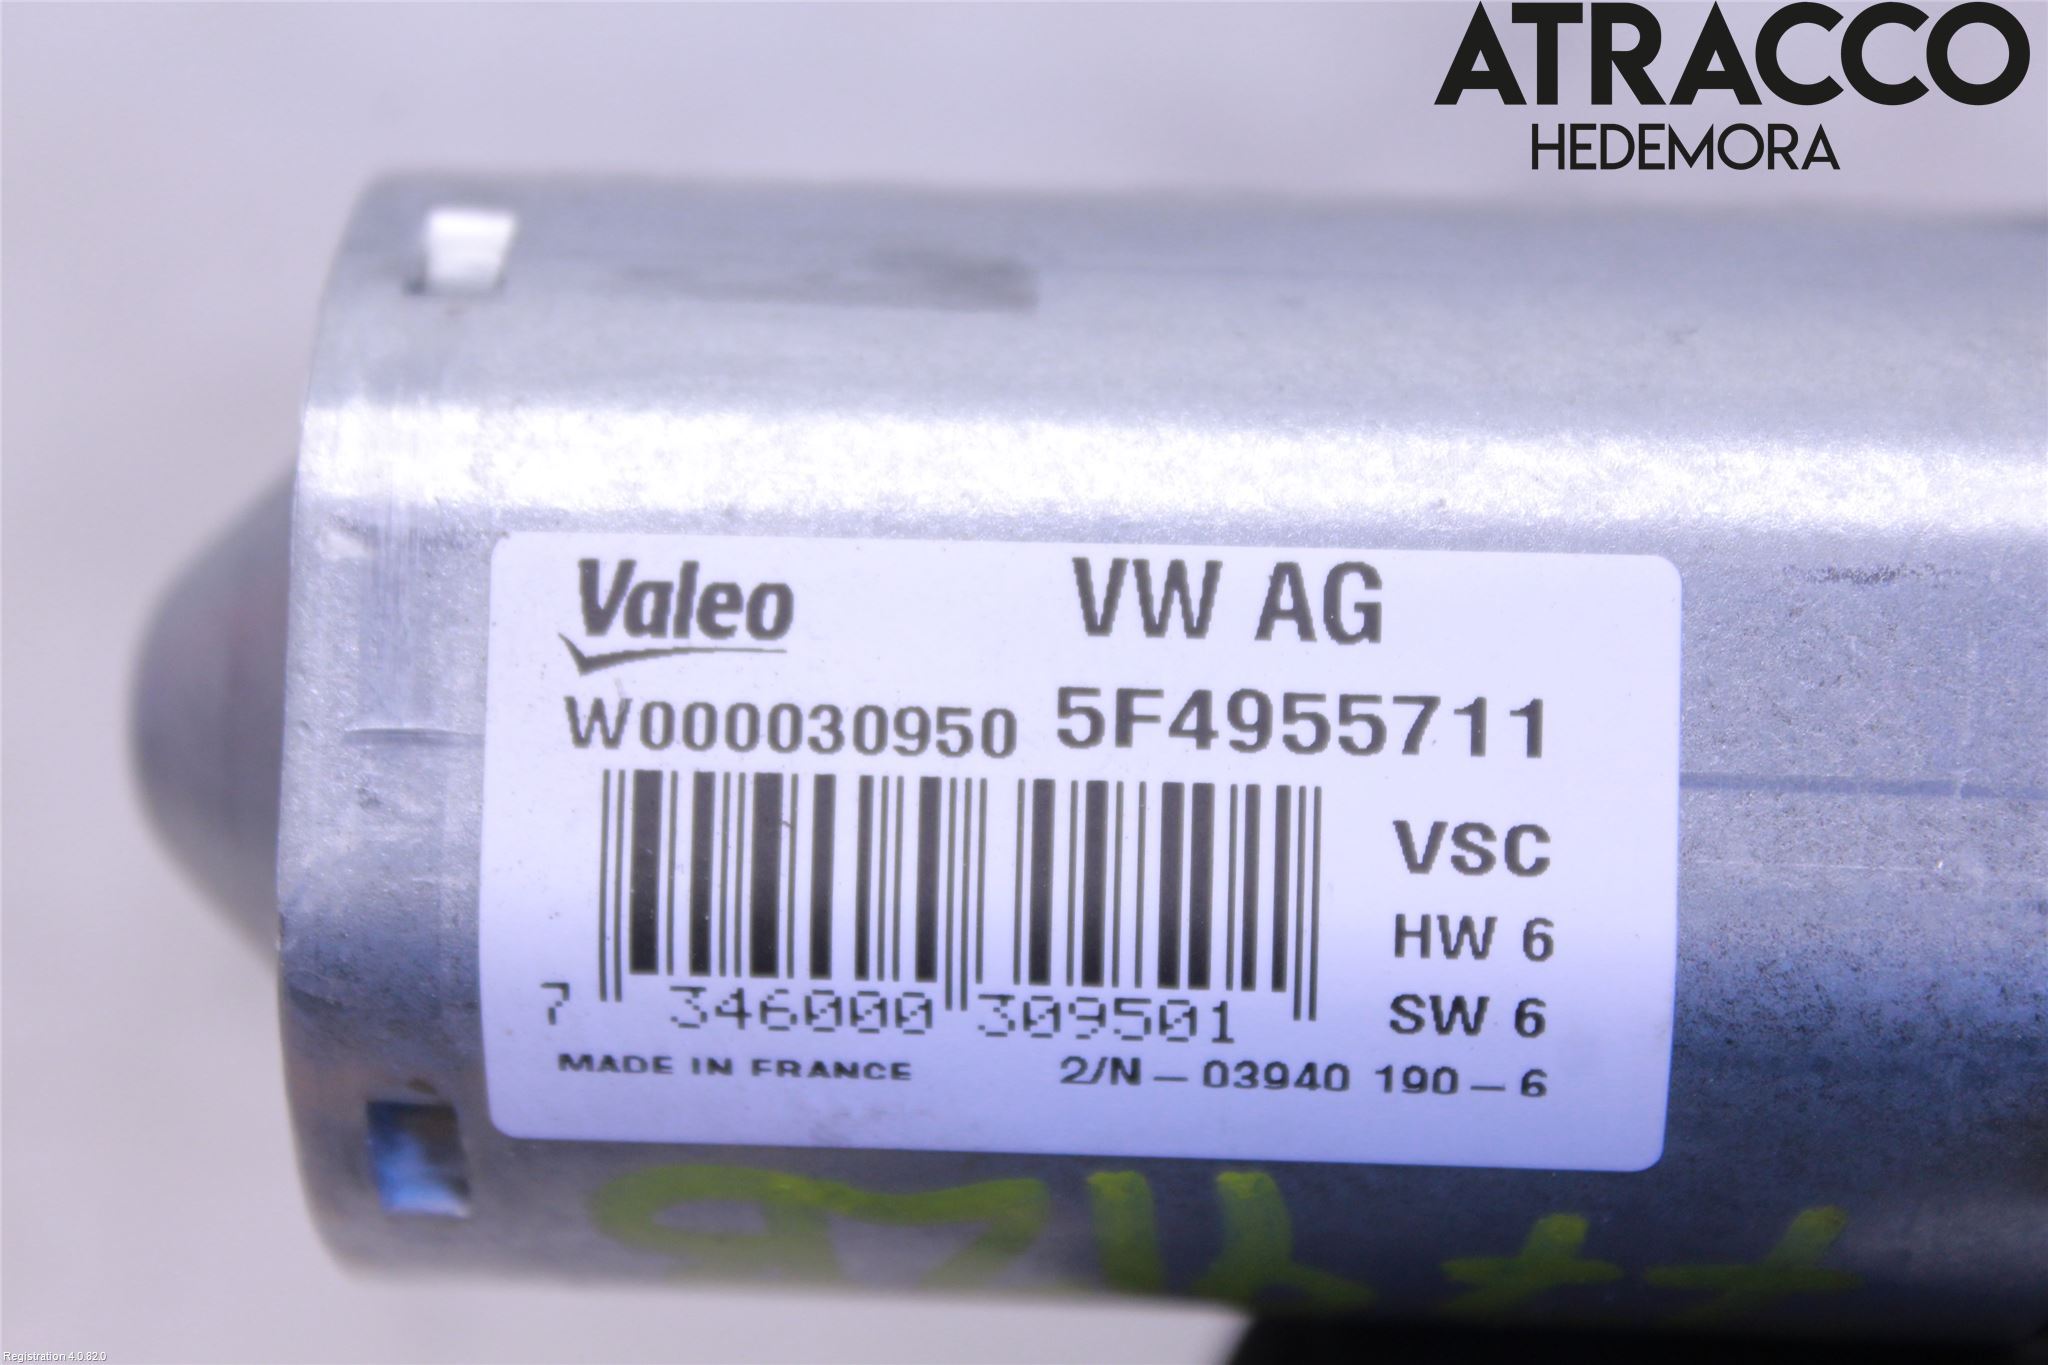 ATRACCO
HEDEMORA
Valeo VW AG
W000030950 5F4955711
VSC
HW 6
SW 6
7 346000 309501
MADE IN FRANCE 2/N - 03940 190 - 6
Registration 4.0.82.0